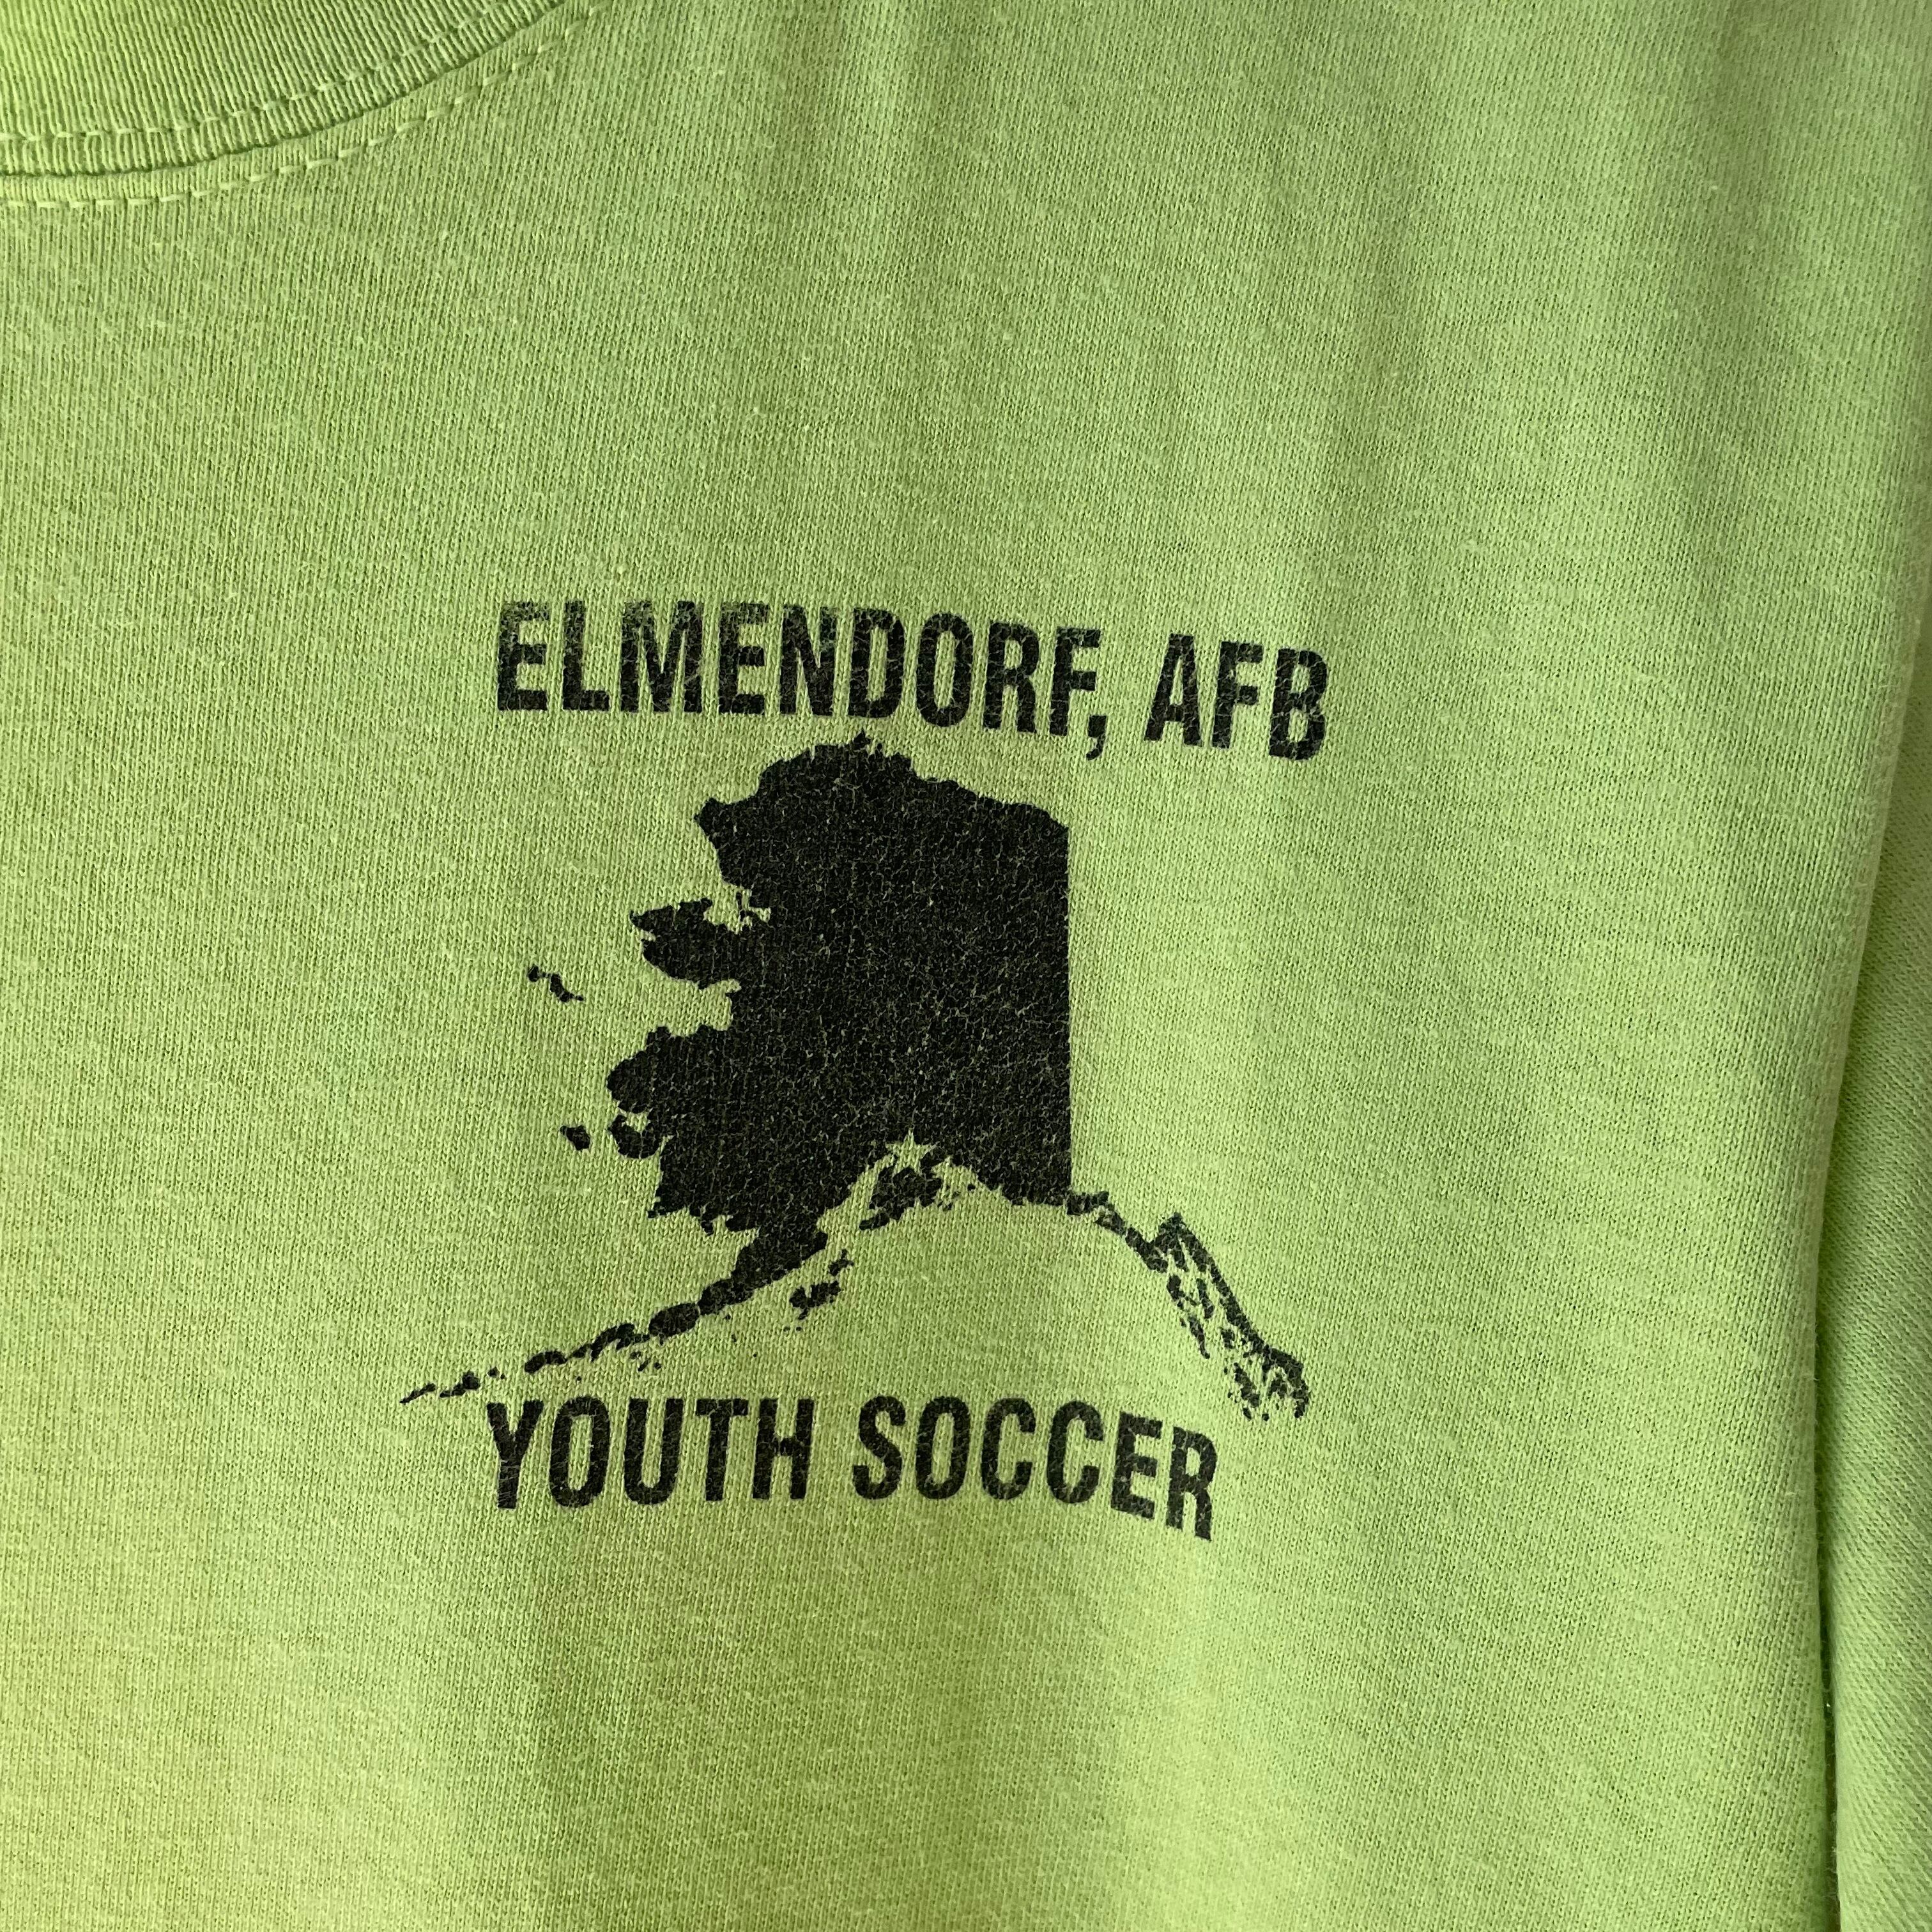 ELMENDORF, AFB
YOUTH SOCCER